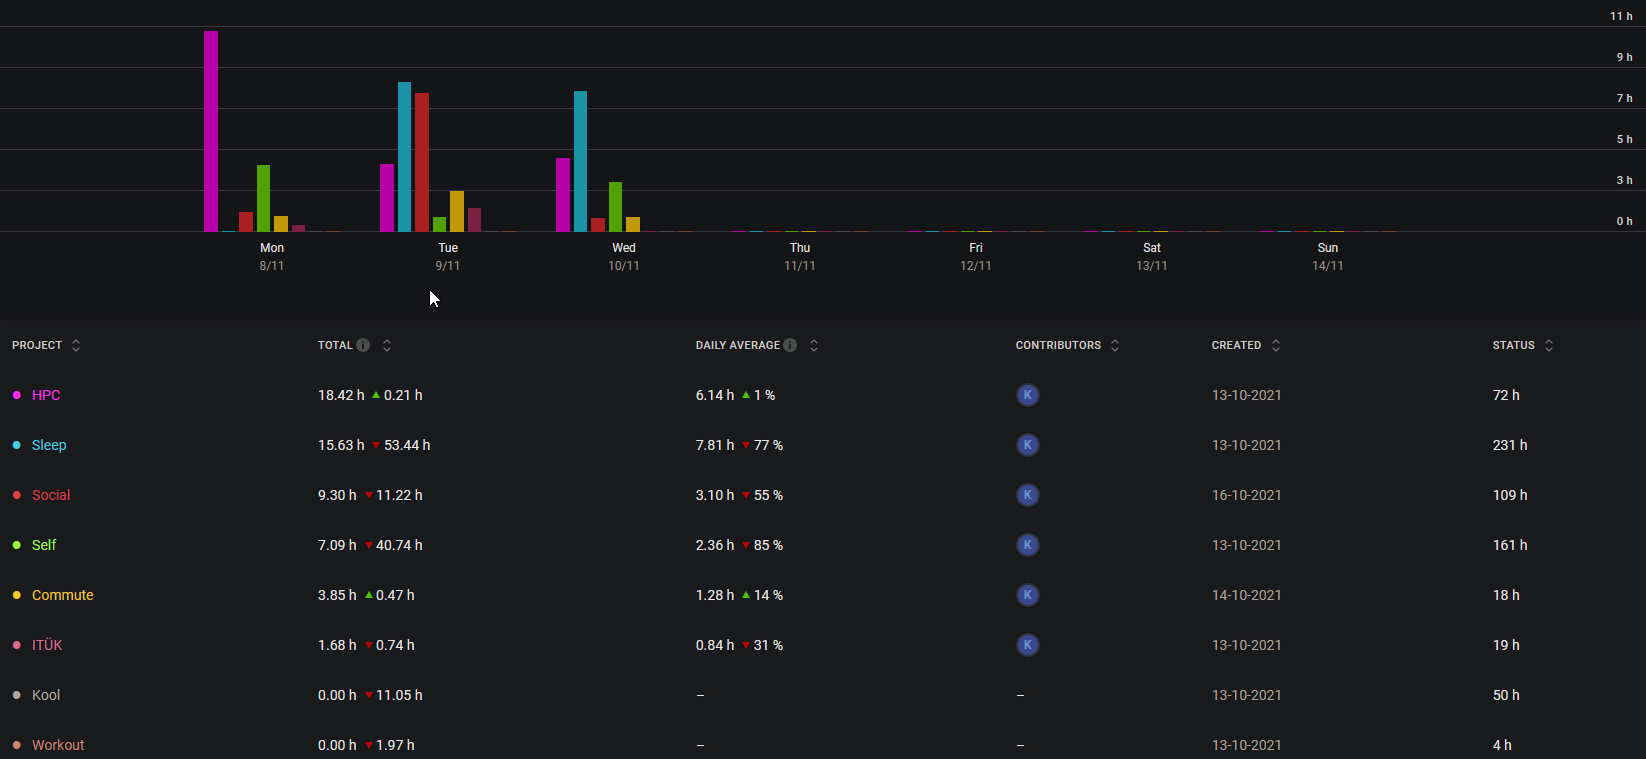 11 h
9 h
7 h
5 h
3 h
0 h
Mon Tue Wed Thu Fri Sat Sun
8/11 9/11 10/11 11/11 12/11 13/11 14/11
PROJECT TOTAL i DAILY AVERAGE i CONTRIBUTORS CREATED STATUS
HPC 18.42 h 0.21 h 6.14 h 1 % K 13-10-2021 72 h
Sleep 15.63 h 53.44 h 7.81 h 77 % K 13-10-2021 231 h
Social 9.30 h 11.22 h 3.10 h 55 % K 16-10-2021 109 h
Self 7.09 h 40.74 h 2.36 h 85 % K 13-10-2021 161 h
Commute 3.85 h 0.47 h 1.28 h 14 % K 14-10-2021 18 h
ITÜK 1.68 h 0.74 h 0.84 h 31 % K 13-10-2021 19 h
Kool 0.00 h 11.05 h – – 13-10-2021 50 h
Workout 0.00 h 1.97 h – – 13-10-2021 4 h